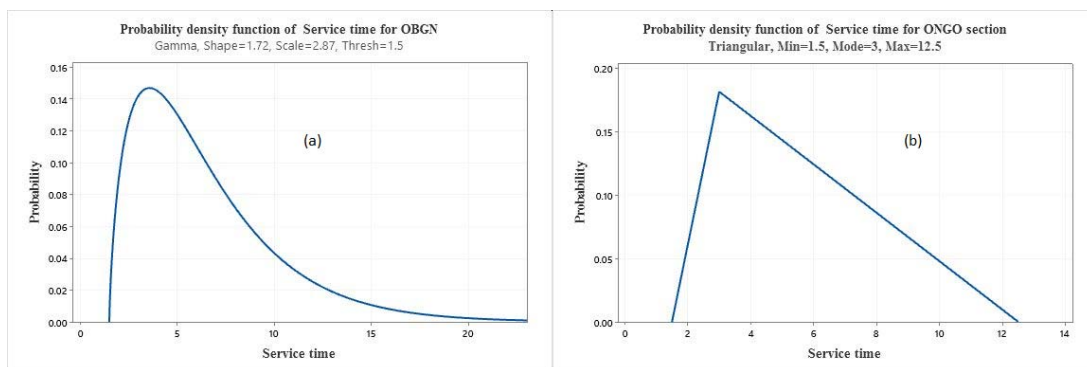 Probability density function of Service time for OBGN
Gamma, Shape=1.72, Scale=2.87, Thresh=1.5
0.16
0.14
0.12
0.10
0.08
0.06
0.04
0.02
0.00
Probability
(a)
0
5
10
15
20
Service time
Probability density function of Service time for ONGO section
Triangular, Min=1.5, Mode=3, Max=12.5
0.20
0.15
0.10
0.05
0.00
Probability
(b)
0
2
4
6
8
10
12
14
Service time